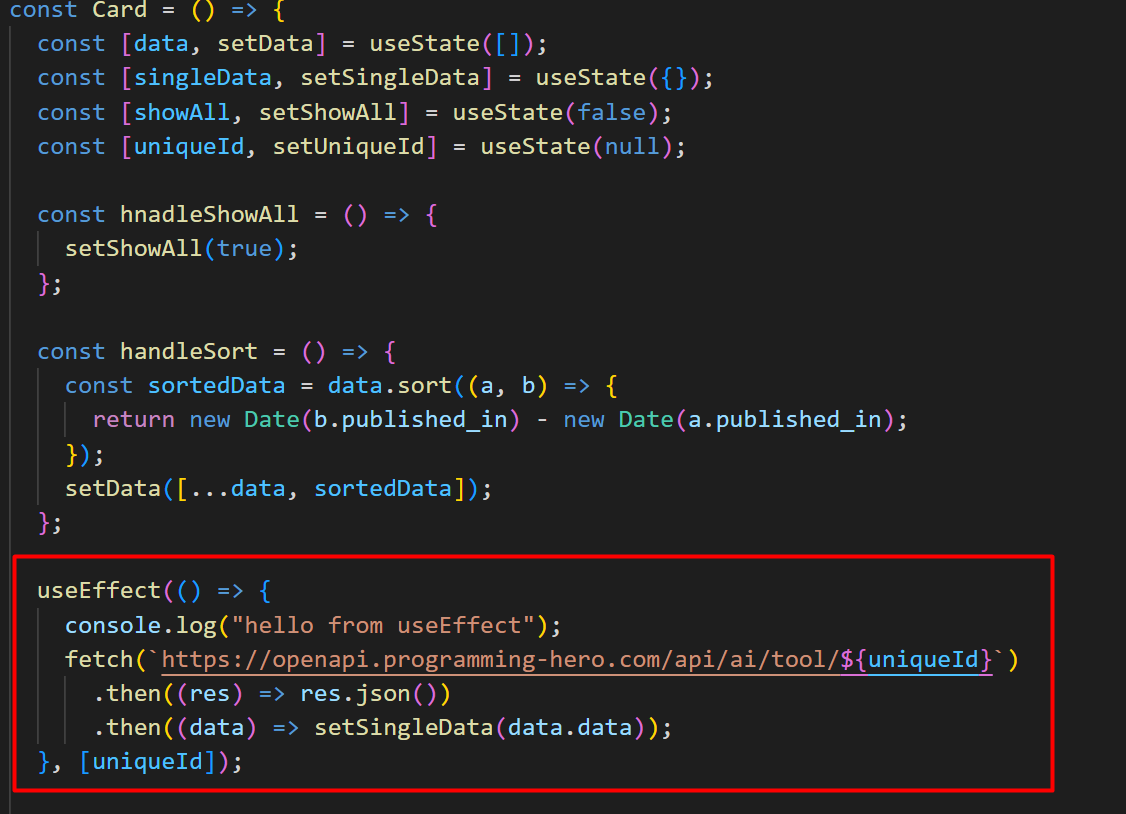 const Card = () => {
const [data, setData] = useState([]);
const [singleData, setSingleData] = useState({});
const [showAll, setShowAll] = useState(false);
const [uniqueId, setUniqueId] = useState(null);
const hnadleShowAll = () => {
setShowAll(true);
};
const handleSort = () => {
const sortedData = data.sort((a, b) => {
return new Date(b.published_in) - new Date(a.published_in);
});
setData([...data, sortedData]);
};
useEffect(() => {
console.log("hello from useEffect");
fetch(`https://openapi.programming-hero.com/api/ai/tool/${uniqueId}`)
.then((res) => res.json())
.then((data) => setSingleData(data.data));
}, [uniqueId]);